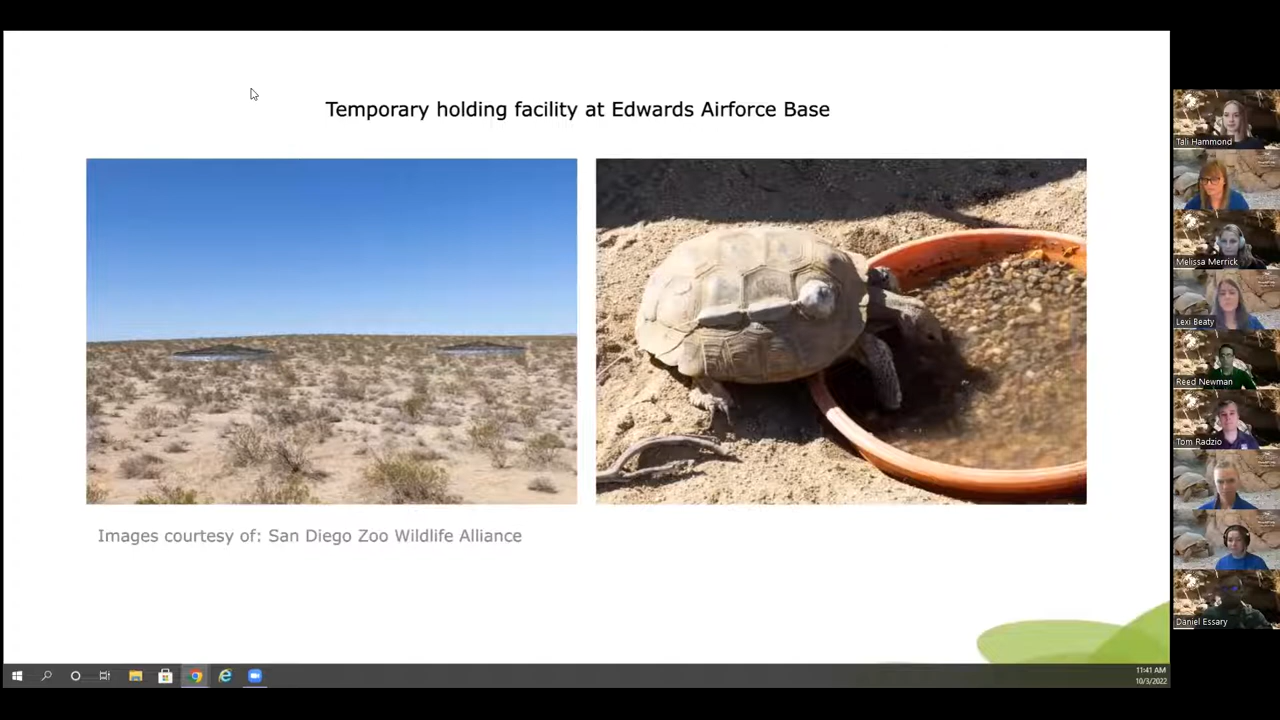 Temporary holding facility at Edwards Airforce Base
Images courtesy of: San Diego Zoo Wildlife Alliance
Tali Hammond
Melissa Merrick
Lexi Beaty
Reed Newman
Tom Radzio
Daniel Essary
11:41 AM
10/3/2022